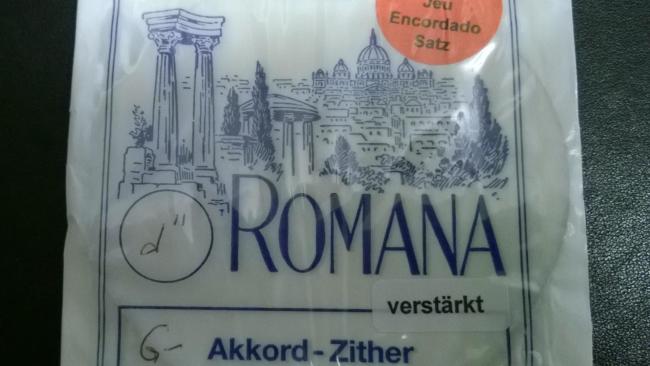 Jeu
Encordado
Satz
d"
ROMANA
verstärkt
G-
Akkord-Zither